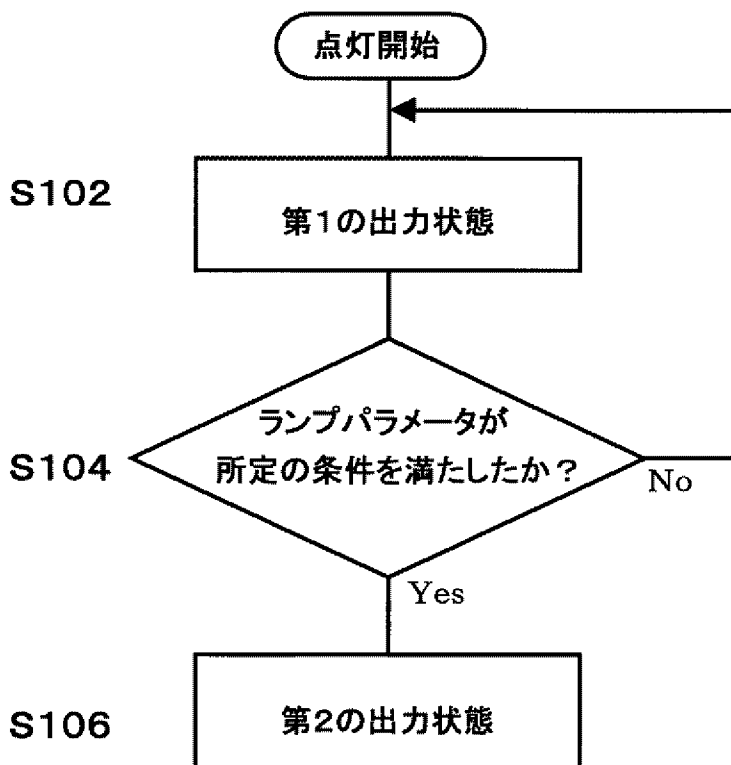 点灯開始
S102
第1の出力状態
ランプパラメータが
S104
所定の条件を満たしたか?
No
Yes
S106
第2の出力状態